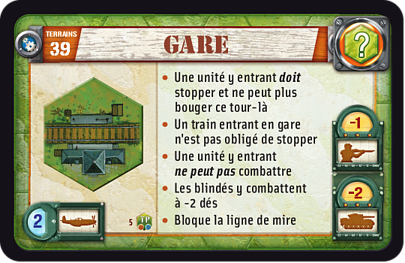 TERRAINS
39
GARE
?
• Une unité y entrant doit
stopper et ne peut plus
bouger ce tour-là
• Un train entrant en gare
n'est pas obligé de stopper
• Une unité y entrant
ne peut pas combattre
• Les blindés y combattent
à -2 dés
• Bloque la ligne de mire
-1
-2
2
5